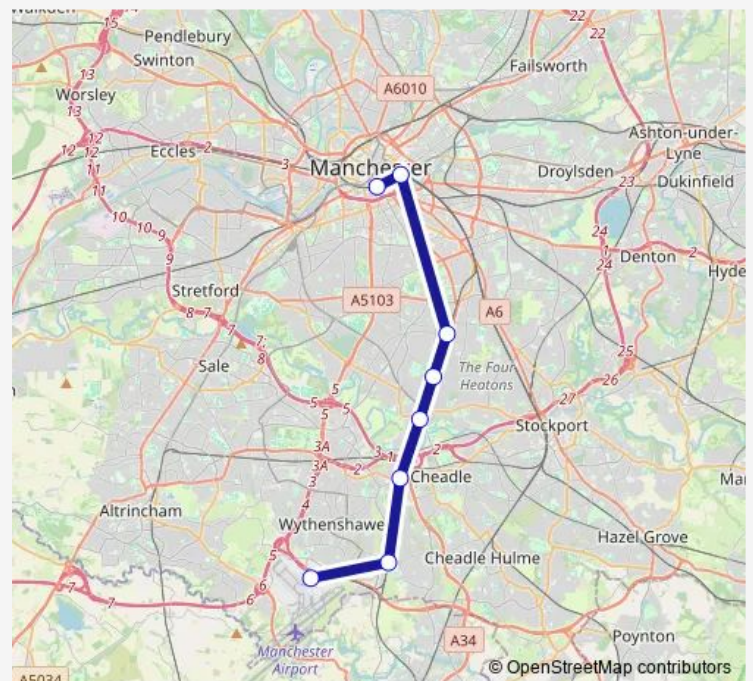 15
22
22
Pendlebury
Swinton
Failsworth
13
A6010
Worsley
13
Ashton-under-
Lyne
12
12
12
Eccles
2
3
Manchester
Droylsden
23
Dukinfield
11
11
10
10
9
9
24
1
24
Denton
2
Hyde
Stretford
A5103
A6
8
7
7
7
8
Sale
The Four
Heatons
25
26
27
5
5
5
5
Stockport
3A
3A
3
1
2
2
3
4
Cheadle
Altrincham
Wythenshawe
5
Hazel Grove
Cheadle Hulme
6
6
7
7
A34
Poynton
Manchester
Airport
A5034
© OpenStreetMap contributors